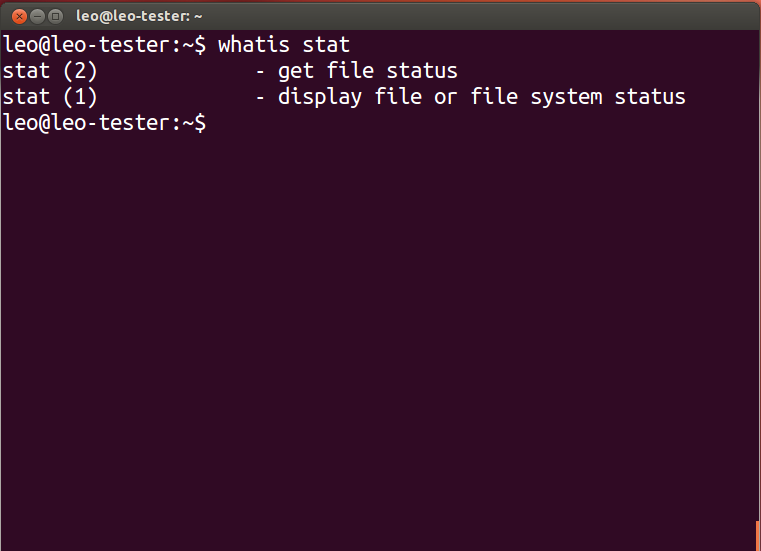 leo@leo-tester: ~
leo@leo-tester:~$ whatis stat
stat (2)             - get file status
stat (1)             - display file or file system status
leo@leo-tester:~$